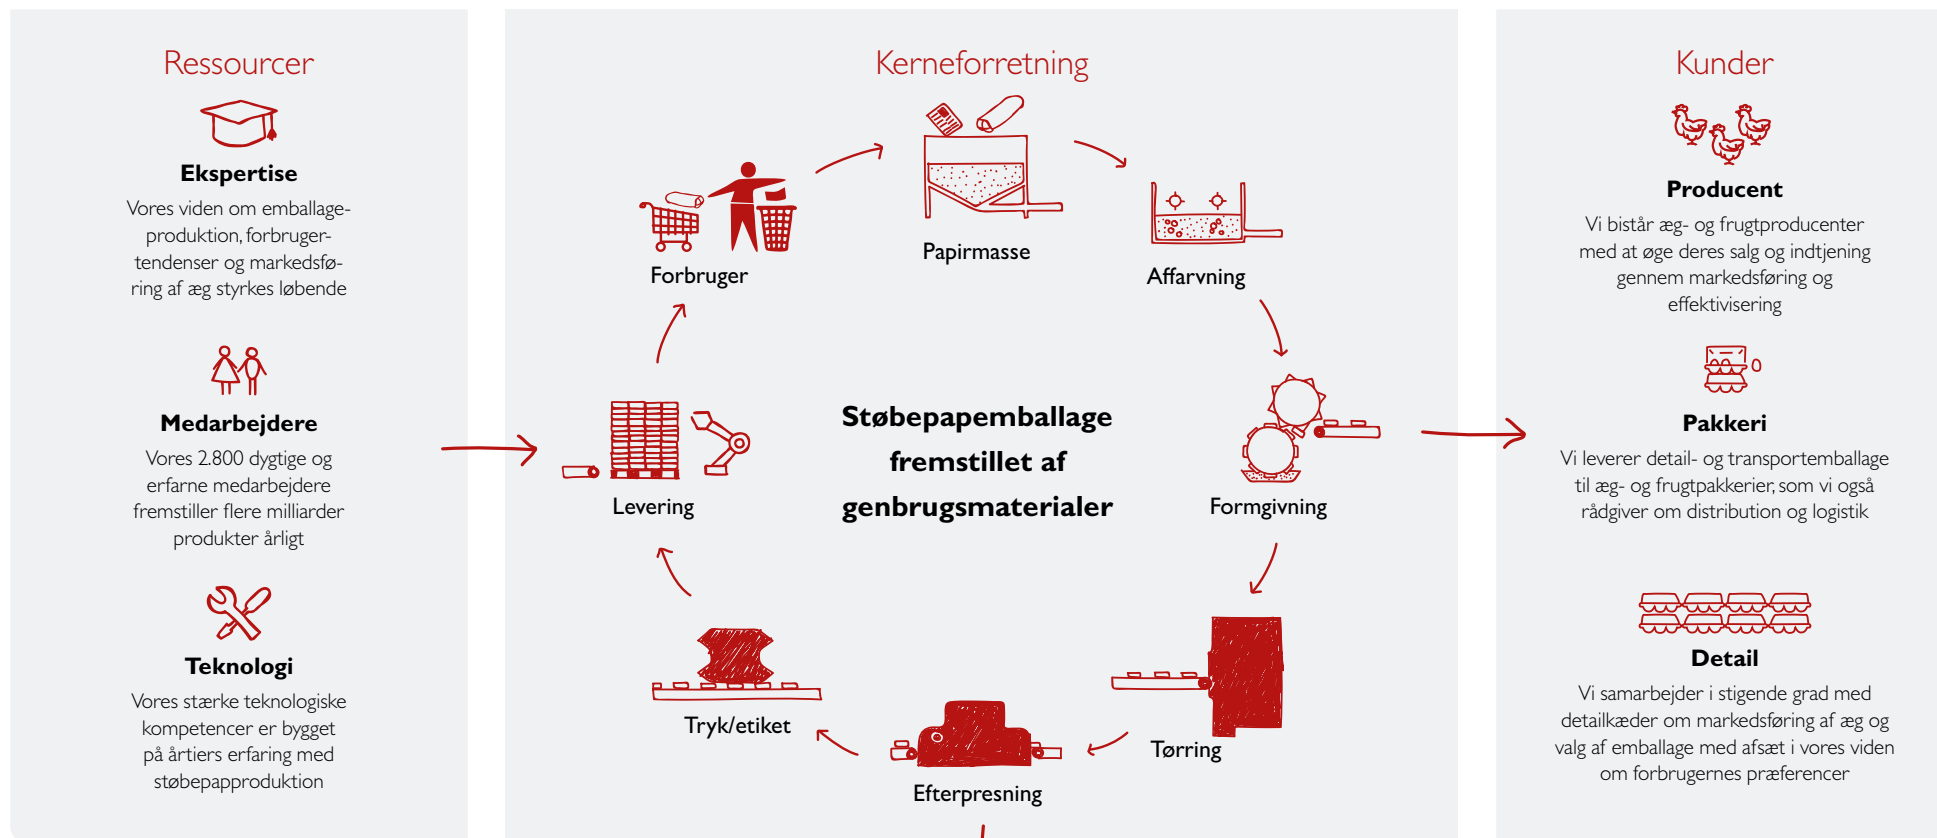 Ressourcer
Ekspertise
Vores viden om emballage-
produktion, forbruger-
tendenser og markedsfø-
ring af æg styrkes løbende
Medarbejdere
Vores 2.800 dygtige og
erfarne medarbejdere
fremstiller flere milliarder
produkter årligt
Teknologi
Vores stærke teknologiske
kompetencer er bygget
på årtiers erfaring med
støbepapproduktion
Kerneforretning
Papirmasse
Affarvning
Formgivning
Tørring
Efterpresning
Tryk/etiket
Levering
Forbruger
Støbepapemballage
fremstillet af
genbrugsmaterialer
Kunder
Producent
Vi bistår æg- og frugtproducenter
med at øge deres salg og indtjening
gennem markedsføring og
effektivisering
Pakkeri
Vi leverer detail- og transportemballage
til æg- og frugtpakkerier, som vi også
rådgiver om distribution og logistik
Detail
Vi samarbejder i stigende grad med
detailkæder om markedsføring af æg og
valg af emballage med afsæt i vores viden
om forbrugernes præferencer